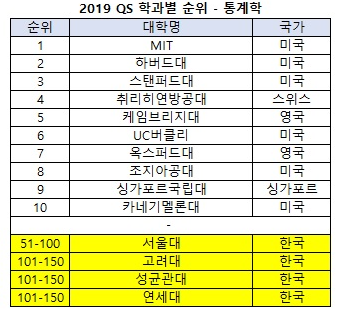 2019 QS 학과별 순위 - 통계학
순위 대학명 국가
1 MIT 미국
2 하버드대 미국
3 스탠퍼드대 미국
4 취리히연방공대 스위스
5 케임브리지대 영국
6 UC버클리 미국
7 옥스퍼드대 영국
8 조지아공대 미국
9 싱가포르국립대 싱가포르
10 카네기멜론대 미국
-
51-100 서울대 한국
101-150 고려대 한국
101-150 성균관대 한국
101-150 연세대 한국